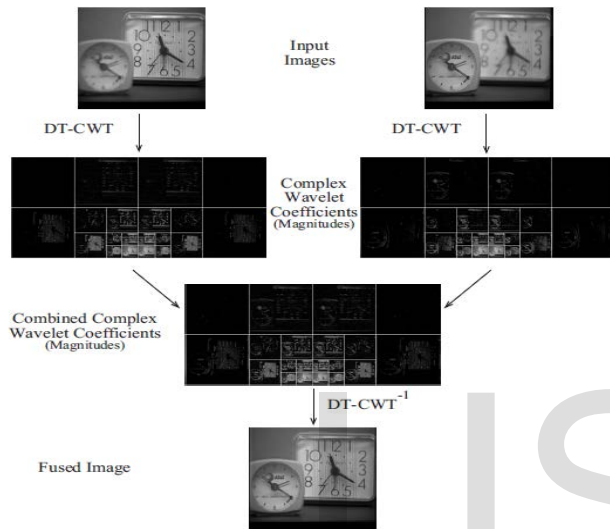 Input
Images
DT-CWT
DT-CWT
Complex
Wavelet
Coefficients
(Magnitudes)
Combined Complex
Wavelet Coefficients
(Magnitudes)
DT-CWT-1
Fused Image